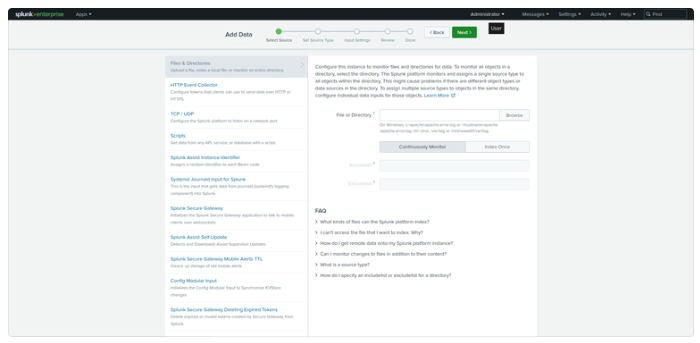 splunk>enterprise Apps ▾ Administrator ▾ Messages ▾ Settings ▾ Activity ▾ Help ▾ Find
User
Add Data
Select Source Set Source Type Input Settings Review Done
< Back Next >
Files & Directories
Upload a file, index a local file, or monitor an entire directory.
HTTP Event Collector
Configure tokens that clients can use to send data over HTTP or
HTTPS.
TCP / UDP
Configure the Splunk platform to listen on a network port.
Scripts
Get data from any API, service, or database with a script.
Splunk Assist Instance Identifier
Assigns a random identifier to each
Systemd Journald Input for Splunk
This is the input that gets data from journald (systemd's logging
component) into Splunk.
Splunk Secure Gateway
Initializes the Splunk Secure Gateway application to talk to mobile
clients over websockets
Splunk Assist Self Update
Detects and Downloads Assist Supervisor Updates.
Splunk Secure Gateway Mobile Alerts TTL
Cleans up storage of old mobile alerts
Config Modular Input
Initializes the Config Modular Input to Synchronize KVStore
changes.
Splunk Secure Gateway Deleting Expired Tokens
Delete expired or invalid tokens created by Secure Gateway from
Splunk
Configure this instance to monitor files and directories for data. To monitor all objects in a
directory, select the directory. The Splunk platform monitors and assigns a single source type to
all objects within the directory. This might cause problems if there are different object types or
data sources in the directory. To assign multiple source types to objects in the same directory,
configure individual data inputs for those objects. Learn More
File or Directory ? Browse
On Windows: c:\apache\apache.error.log or \\hostname\apache
\apache.error.log. On Unix: /var/log or /mnt/www01/var/log.
Continuously Monitor Index Once
FAQ
> What kinds of files can the Splunk platform index?
> I can't access the file that I want to index. Why?
> How do I get remote data onto my Splunk platform instance?
> Can I monitor changes to files in addition to their content?
> What is a source type?
> How do I specify an includelist or excludelist for a directory?